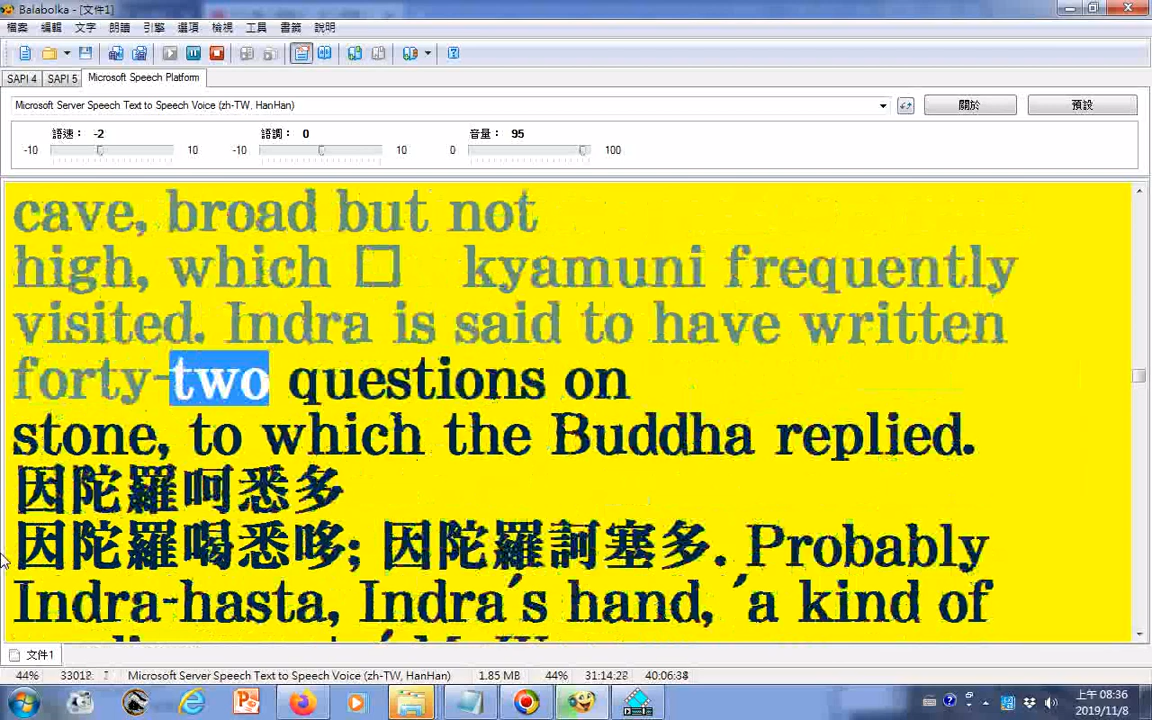 Balabolka - [文件1]
檔案 編輯 文字 朗讀 引擎 選項 檢視 工具 書籤 說明
SAPI 4 SAPI 5 Microsoft Speech Platform
Microsoft Server Speech Text to Speech Voice (zh-TW, HanHan) 關於 預設
語速： -2 語調： 0 音量： 95
-10 10 -10 10 0 100
cave, broad but not
high, which □ kyamuni frequently
visited. Indra is said to have written
forty-two questions on
stone, to which the Buddha replied.
因陀羅呵悉多
因陀羅喝悉哆; 因陀羅訶塞多. Probably
Indra-hasta, Indra′s hand, ′a kind of
文件1
44% 33018: Microsoft Server Speech Text to Speech Voice (zh-TW, HanHan) 1.85 MB 44% 31:14:28 40:06:38
上午 08:36
2019/11/8